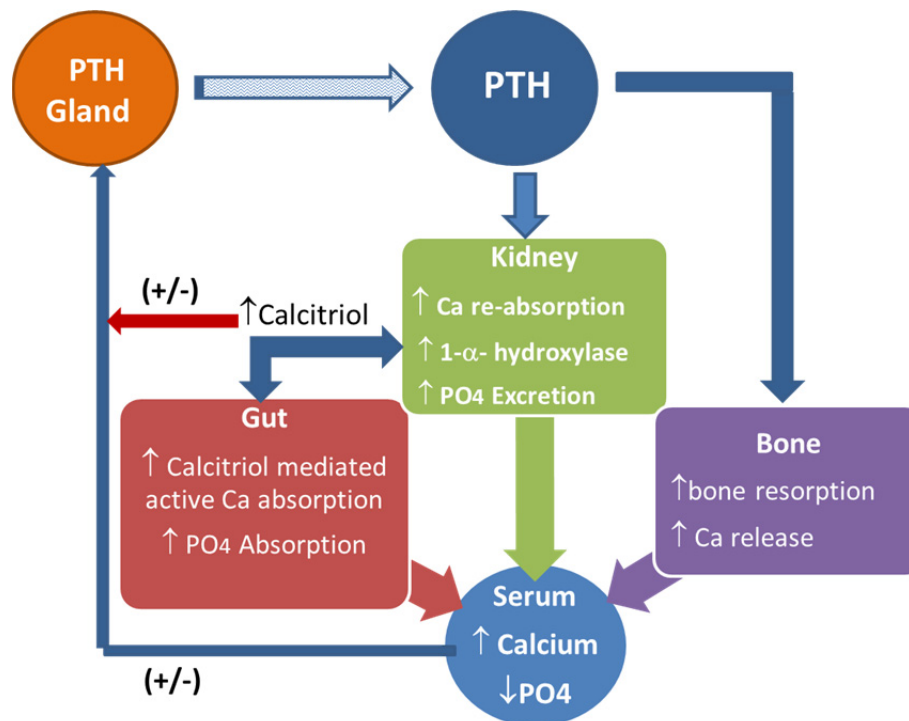 PTH
Gland
PTH
Kidney
↑ Ca re-absorption
↑ 1-α- hydroxylase
↑ PO4 Excretion
(+/-)
↑Calcitriol
Gut
↑ Calcitriol mediated
active Ca absorption
↑ PO4 Absorption
Bone
↑bone resorption
↑ Ca release
Serum
↑ Calcium
↓PO4
(+/-)